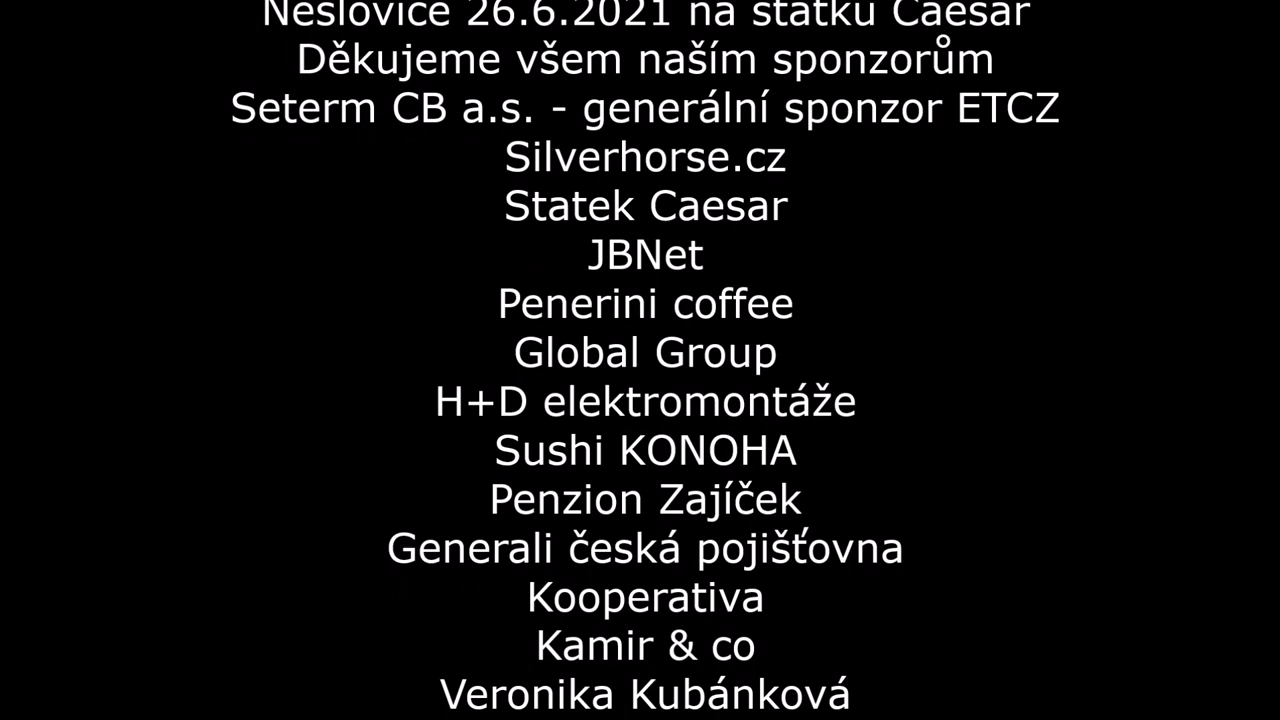 Neslovice 26.6.2021 na statku Caesar
Děkujeme všem naším sponzorům
Seterm CB a.s. - generální sponzor ETCZ
Silverhorse.cz
Statek Caesar
JBNet
Penerini coffee
Global Group
H+D elektromontáže
Sushi KONOHA
Penzion Zajíček
Generali česká pojišťovna
Kooperativa
Kamir & co
Veronika Kubánková